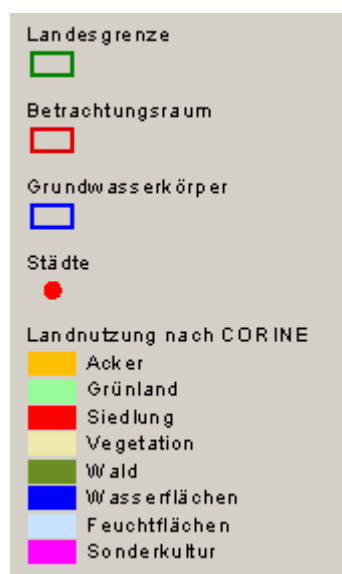 Landesgrenze
Betrachtungsraum
Grundwasserkörper
Städte
Landnutzung nach CORINE
Acker
Grünland
Siedlung
Vegetation
Wald
Wasserflächen
Feuchtflächen
Sonderkultur